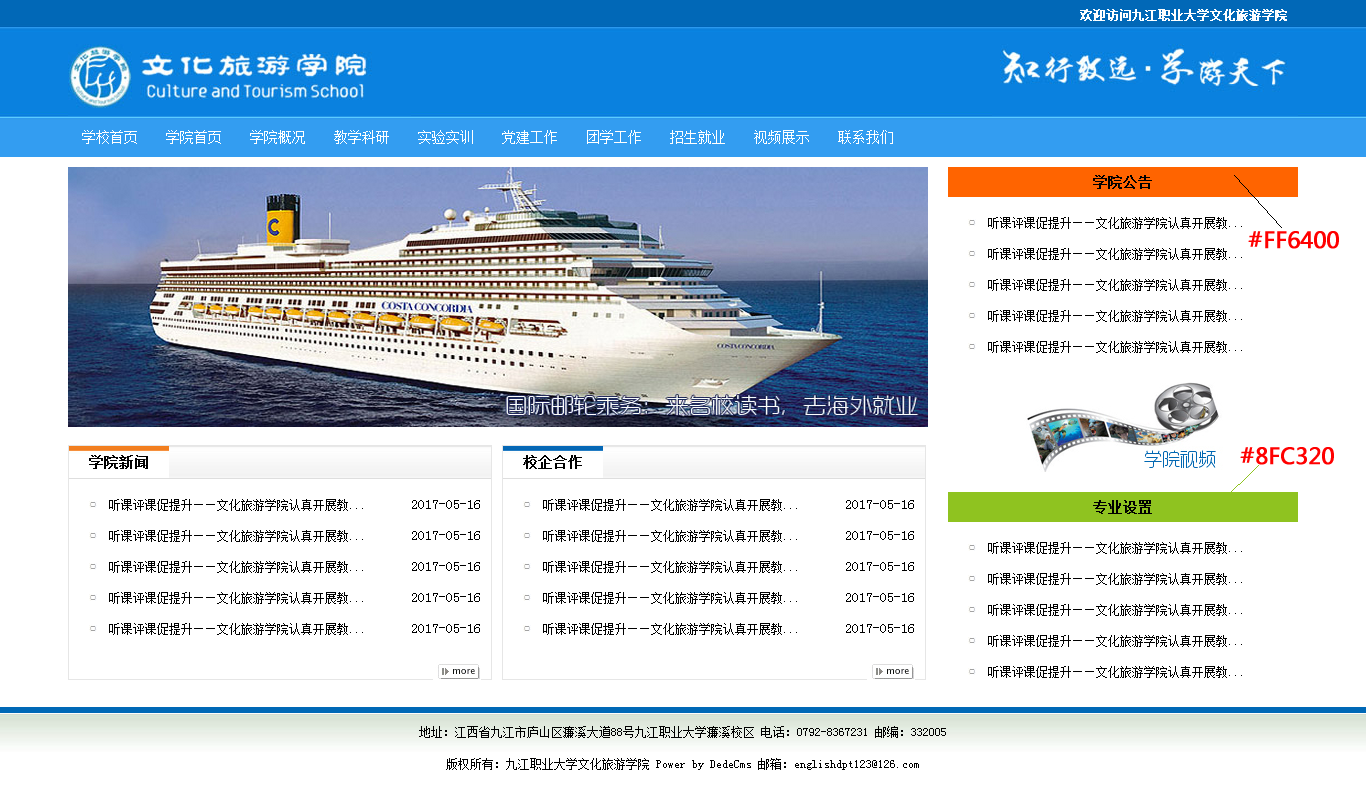 欢迎访问九江职业大学文化旅游学院
文化旅游学院
Culture and Tourism School
知行致远·学游天下
学校首页 学院首页 学院概况 教学科研 实验实训 党建工作 团学工作 招生就业 视频展示 联系我们
C
COSTA CONCORDIA
COSTA CONCORDIA
国际邮轮乘务：来名校读书，去海外就业
学院公告
#FF6400
听课评课促提升——文化旅游学院认真开展教...
听课评课促提升——文化旅游学院认真开展教...
听课评课促提升——文化旅游学院认真开展教...
听课评课促提升——文化旅游学院认真开展教...
听课评课促提升——文化旅游学院认真开展教...
学院视频
#8FC320
学院新闻
听课评课促提升——文化旅游学院认真开展教... 2017-05-16
听课评课促提升——文化旅游学院认真开展教... 2017-05-16
听课评课促提升——文化旅游学院认真开展教... 2017-05-16
听课评课促提升——文化旅游学院认真开展教... 2017-05-16
听课评课促提升——文化旅游学院认真开展教... 2017-05-16
more
校企合作
听课评课促提升——文化旅游学院认真开展教... 2017-05-16
听课评课促提升——文化旅游学院认真开展教... 2017-05-16
听课评课促提升——文化旅游学院认真开展教... 2017-05-16
听课评课促提升——文化旅游学院认真开展教... 2017-05-16
听课评课促提升——文化旅游学院认真开展教... 2017-05-16
more
专业设置
听课评课促提升——文化旅游学院认真开展教...
听课评课促提升——文化旅游学院认真开展教...
听课评课促提升——文化旅游学院认真开展教...
听课评课促提升——文化旅游学院认真开展教...
听课评课促提升——文化旅游学院认真开展教...
地址：江西省九江市庐山区濂溪大道88号九江职业大学濂溪校区 电话：0792-8367231 邮编：332005
版权所有：九江职业大学文化旅游学院 Power by DedeCms 邮箱：englishdpt123@126.com